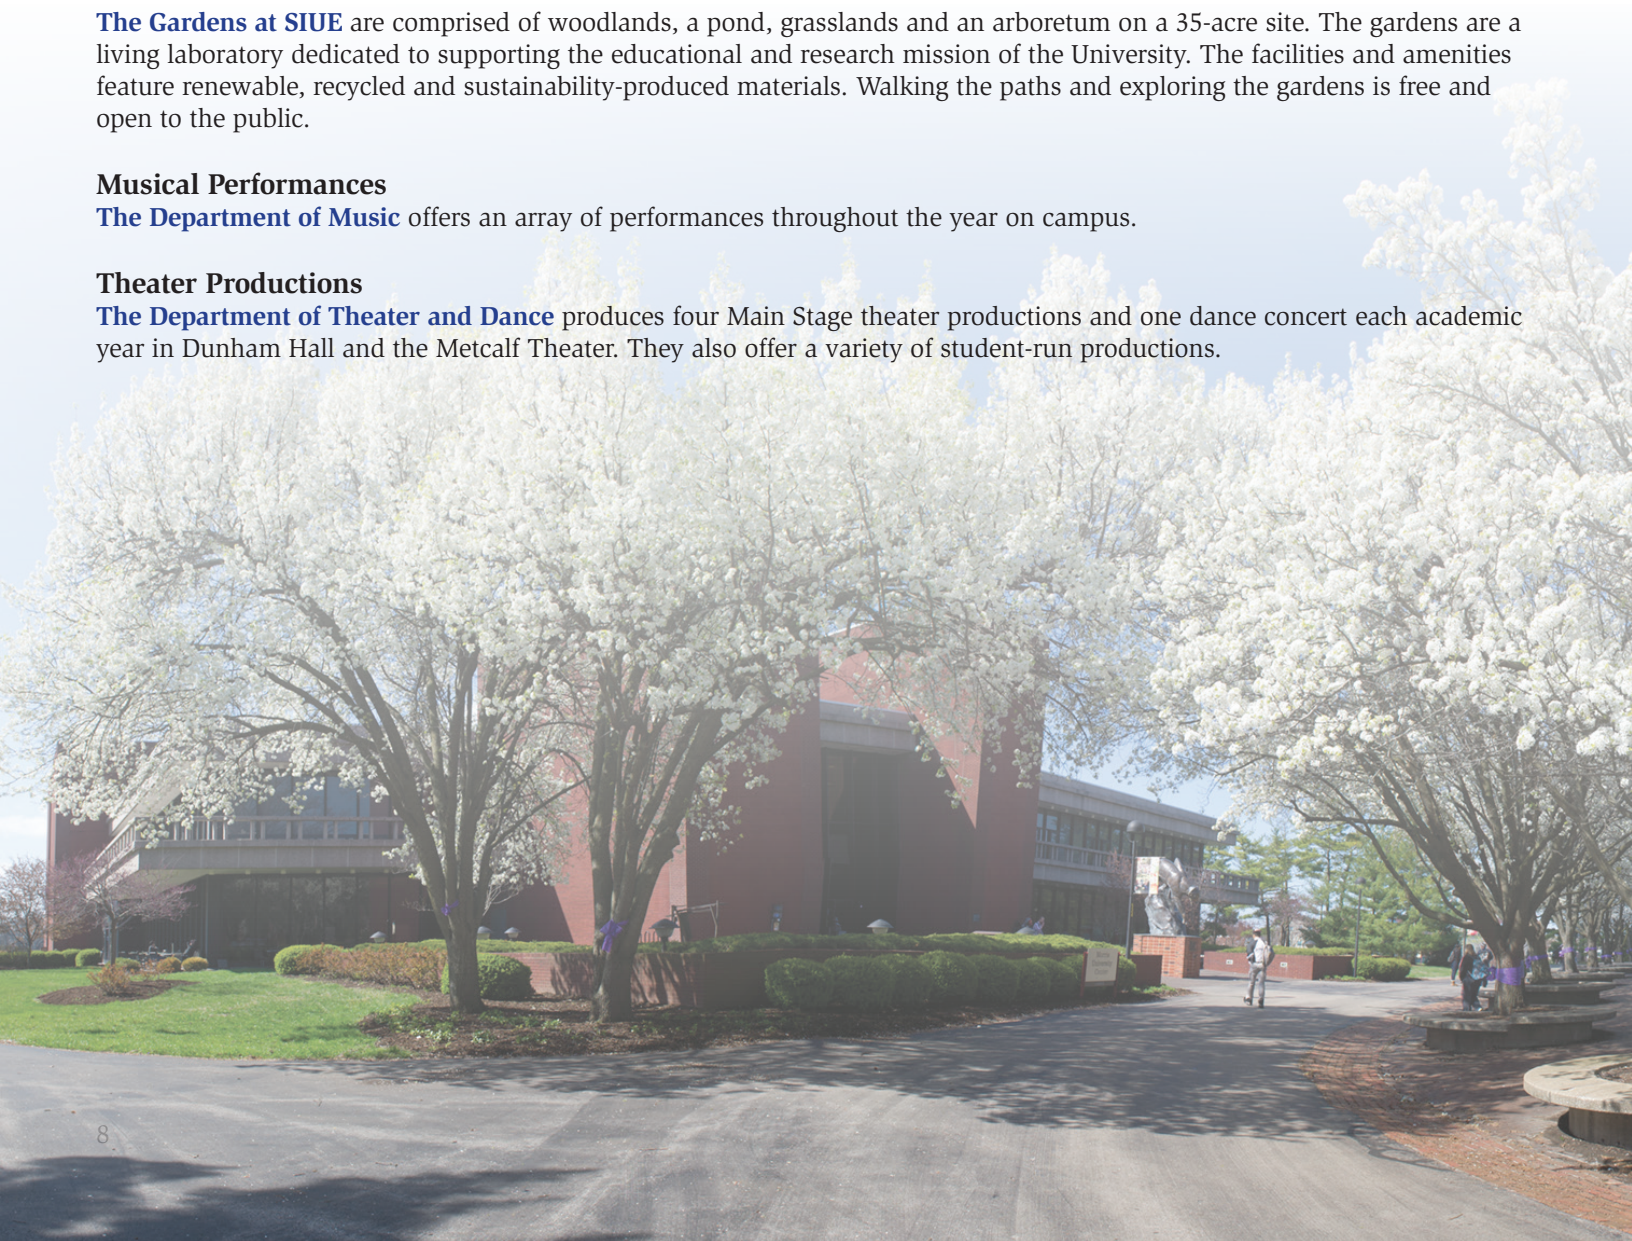 The Gardens at SIUE are comprised of woodlands, a pond, grasslands and an arboretum on a 35-acre site. The gardens are a
living laboratory dedicated to supporting the educational and research mission of the University. The facilities and amenities
feature renewable, recycled and sustainability-produced materials. Walking the paths and exploring the gardens is free and
open to the public.
Musical Performances
The Department of Music offers an array of performances throughout the year on campus.
Theater Productions
The Department of Theater and Dance produces four Main Stage theater productions and one dance concert each academic
year in Dunham Hall and the Metcalf Theater. They also offer a variety of student-run productions.
8